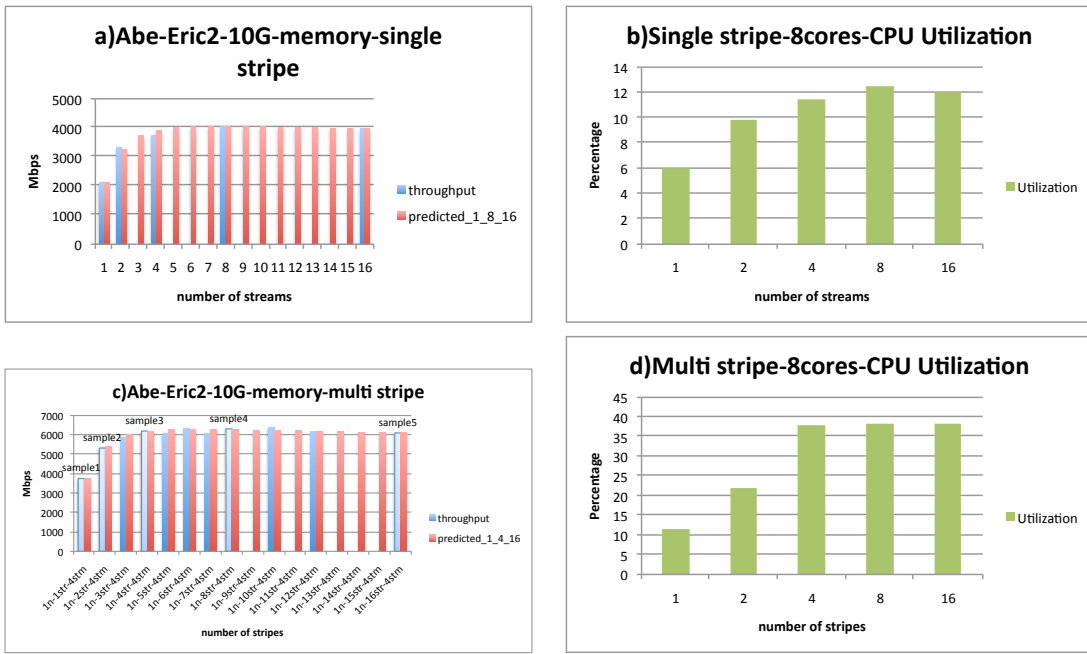 a)Abe-Eric2-10G-memory-single
stripe
5000
4000
3000
2000
1000
0
Mbps
1 2 3 4 5 6 7 8 9 10 11 12 13 14 15 16
number of streams
throughput
predicted_1_8_16
b)Single stripe-8cores-CPU Utilization
14
12
10
8
6
4
2
0
Percentage
1 2 4 8 16
number of streams
Utilization
c)Abe-Eric2-10G-memory-multi stripe
7000
6000
5000
4000
3000
2000
1000
0
Mbps
sample1
sample2
sample3
sample4
sample5
1n-1str-4stm
1n-2str-4stm
1n-3str-4stm
1n-4str-4stm
1n-5str-4stm
1n-6str-4stm
1n-7str-4stm
1n-8str-4stm
1n-9str-4stm
1n-10str-4stm
1n-11str-4stm
1n-12str-4stm
1n-13str-4stm
1n-14str-4stm
1n-15str-4stm
1n-16str-4stm
number of stripes
throughput
predicted_1_4_16
d)Multi stripe-8cores-CPU Utilization
45
40
35
30
25
20
15
10
5
0
Percentage
1 2 4 8 16
number of stripes
Utilization